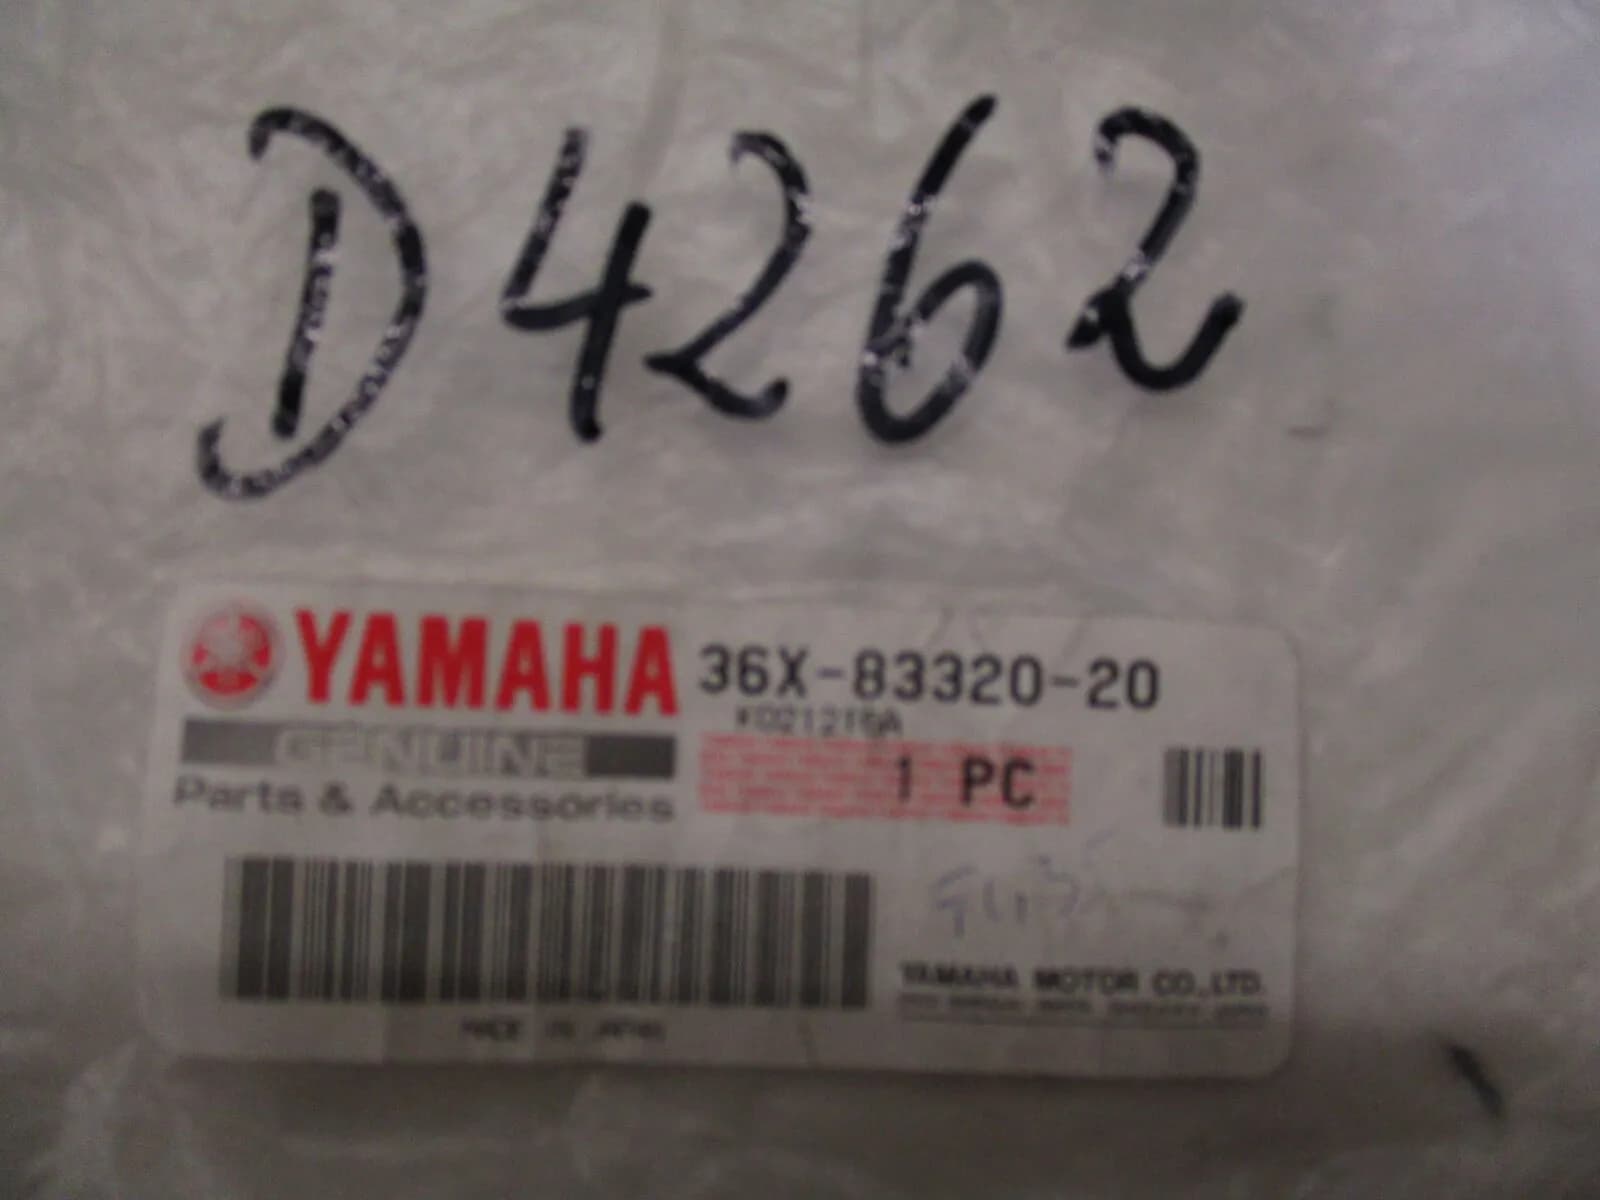 D4262
YAMAHA 36X-83320-20
GENUINE
1 PC
Parts & Accessories
YAMAHA MOTOR CO.,LTD.
MADE IN JAPAN